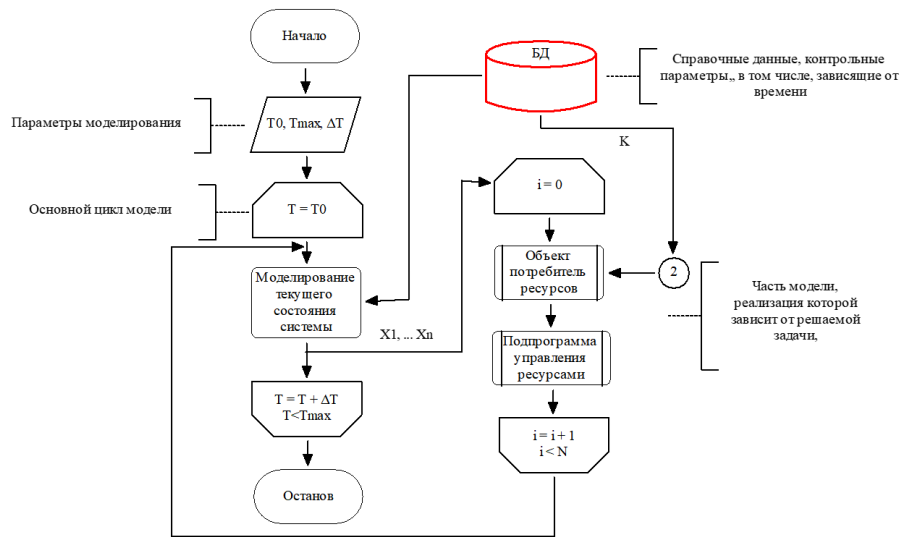 Начало
БД
Справочные данные, контрольные
параметры,, в том числе, зависящие от
времени
Параметры моделирования
T0, Tmax, ΔT
K
Основной цикл модели
T = T0
i = 0
Моделирование
текущего
состояния
системы
Объект
потребитель
ресурсов
2
Часть модели,
реализация которой
зависит от решаемой
задачи,
X1, ... Xn
Подпрограмма
управления
ресурсами
T = T + ΔT
T<Tmax
i = i + 1
i < N
Останов